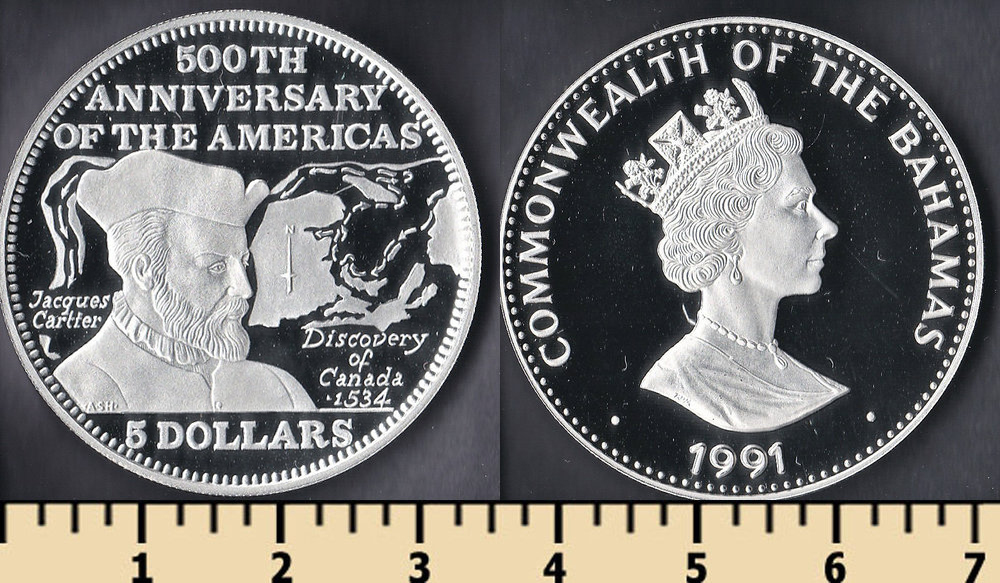 500TH
ANNIVERSARY
OF THE AMERICAS
Jacques
Cartier
N
Discovery
of
Canada
·1534·
ASH
5 DOLLARS
COMMONWEALTH OF THE BAHAMAS
1991
1 2 3 4 5 6 7